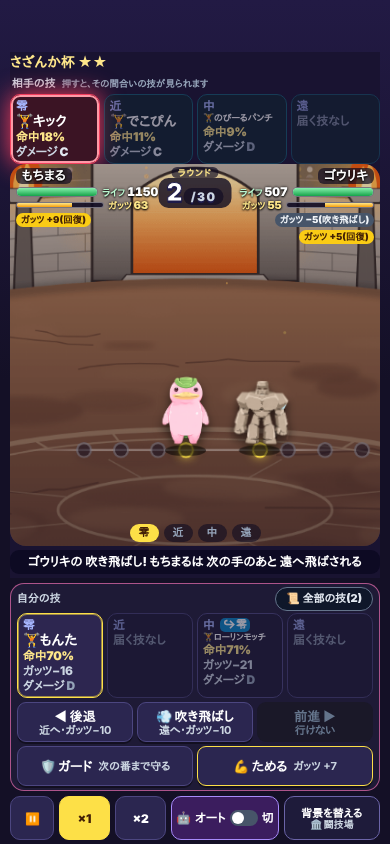 さざんか杯 ★★
相手の技 押すと、その間合いの技が見られます
零
キック
命中18%
ダメージ C
近
でこぴん
命中11%
ダメージ C
中
のびーるパンチ
命中9%
ダメージ D
遠
届く技なし
もちまる
ラウンド
2 /30
ゴウリキ
ライフ 1150
ガッツ 63
ガッツ +9(回復)
ライフ 507
ガッツ 55
ガッツ −5(吹き飛ばし)
ガッツ +5(回復)
零 近 中 遠
ゴウリキの 吹き飛ばし! もちまるは 次の手のあと 遠へ飛ばされる
自分の技
全部の技(2)
零
もんた
命中70%
ガッツ−16
ダメージ D
近
届く技なし
中 ↪零
ローリンモッチ
命中71%
ガッツ−21
ダメージ D
遠
届く技なし
◀ 後退
近へ・ガッツ−10
吹き飛ばし
遠へ・ガッツ−10
前進 ▶
行けない
ガード 次の番まで守る
ためる ガッツ +7
×1
×2
オート 切
背景を替える
闘技場